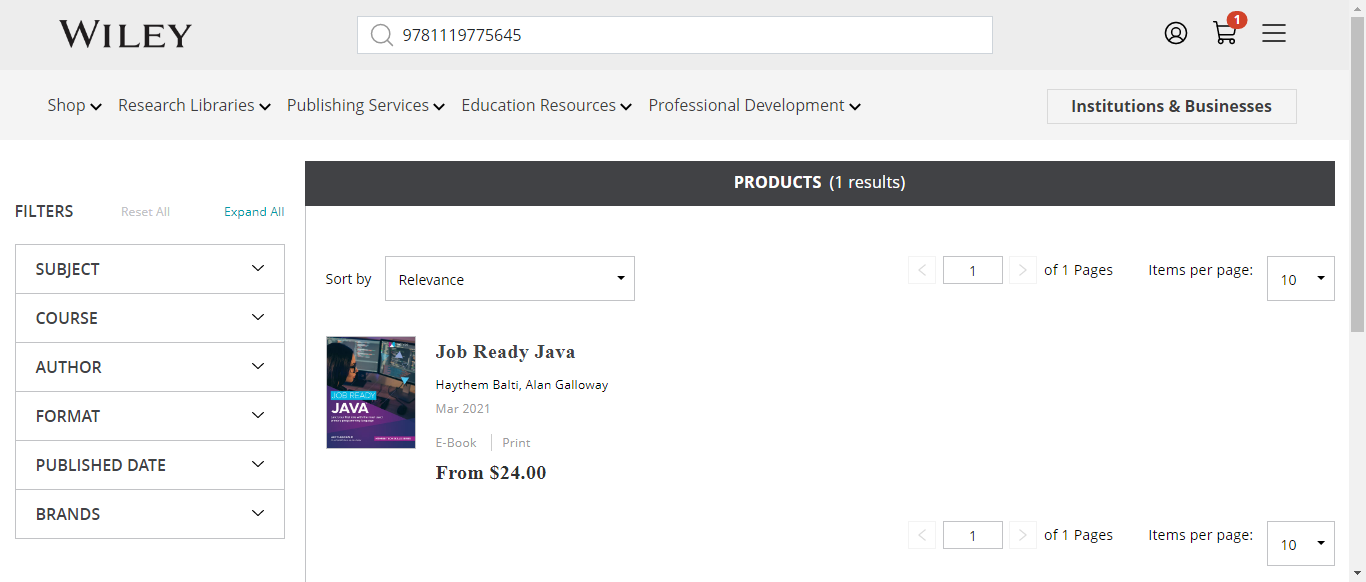 WILEY
9781119775645
1
Shop
Research Libraries
Publishing Services
Education Resources
Professional Development
Institutions & Businesses
PRODUCTS (1 results)
FILTERS
Reset All
Expand All
SUBJECT
COURSE
AUTHOR
FORMAT
PUBLISHED DATE
BRANDS
Sort by
Relevance
1
of 1 Pages
Items per page:
10
JOB READY
JAVA
Job Ready Java
Haythem Balti, Alan Galloway
Mar 2021
E-Book
Print
From $24.00
1
of 1 Pages
Items per page:
10